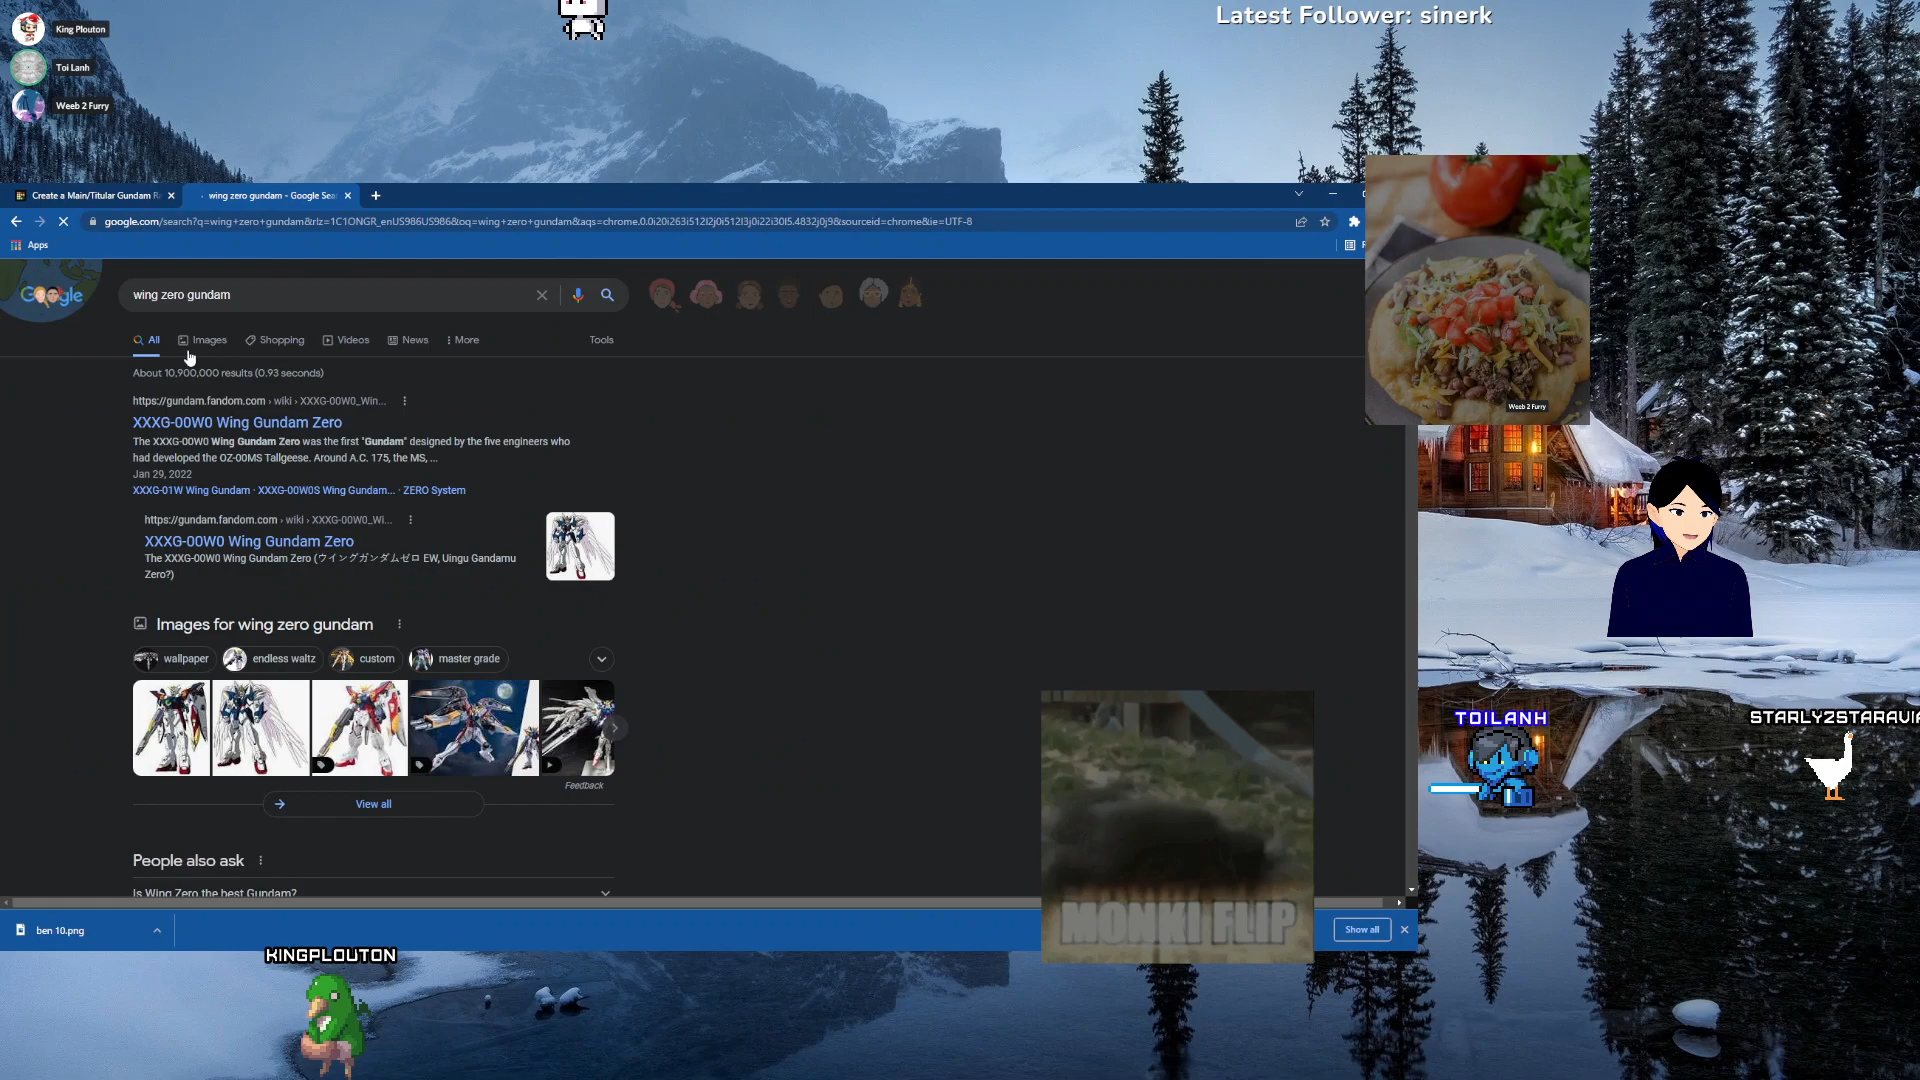 King Plouton
Latest Follower: sinerk
Toi Lanh
Weeb 2 Furry
Create a Main/Titular Gundam R
wing zero gundam - Google Sea
google.com/search?q=wing+zero+gundam&rlz=1C1ONGR_enUS986US986&oq=wing+zero+gundam&aqs=chrome.0.0i20i263i512l2j0i512l3j0i22i30l5.4832j0j9&sourceid=chrome&ie=UTF-8
Apps
Google
wing zero gundam
All
Images
Shopping
Videos
News
More
Tools
About 10,900,000 results (0.93 seconds)
https://gundam.fandom.com › wiki › XXXG-00W0_Win...
XXXG-00W0 Wing Gundam Zero
The XXXG-00W0 Wing Gundam Zero was the first "Gundam" designed by the five engineers who
had developed the OZ-00MS Tallgeese. Around A.C. 175, the MS, ...
Jan 29, 2022
XXXG-01W Wing Gundam · XXXG-00W0S Wing Gundam... · ZERO System
https://gundam.fandom.com › wiki › XXXG-00W0_Wi...
XXXG-00W0 Wing Gundam Zero
The XXXG-00W0 Wing Gundam Zero (ウイングガンダムゼロ EW, Uingu Gandamu
Zero?)
Images for wing zero gundam
wallpaper
endless waltz
custom
master grade
Feedback
View all
People also ask
Is Wing Zero the best Gundam?
Weeb 2 Furry
TOILANH
STARLY2STARAVIA
MONKI FLIP
ben 10.png
Show all
KINGPLOUTON